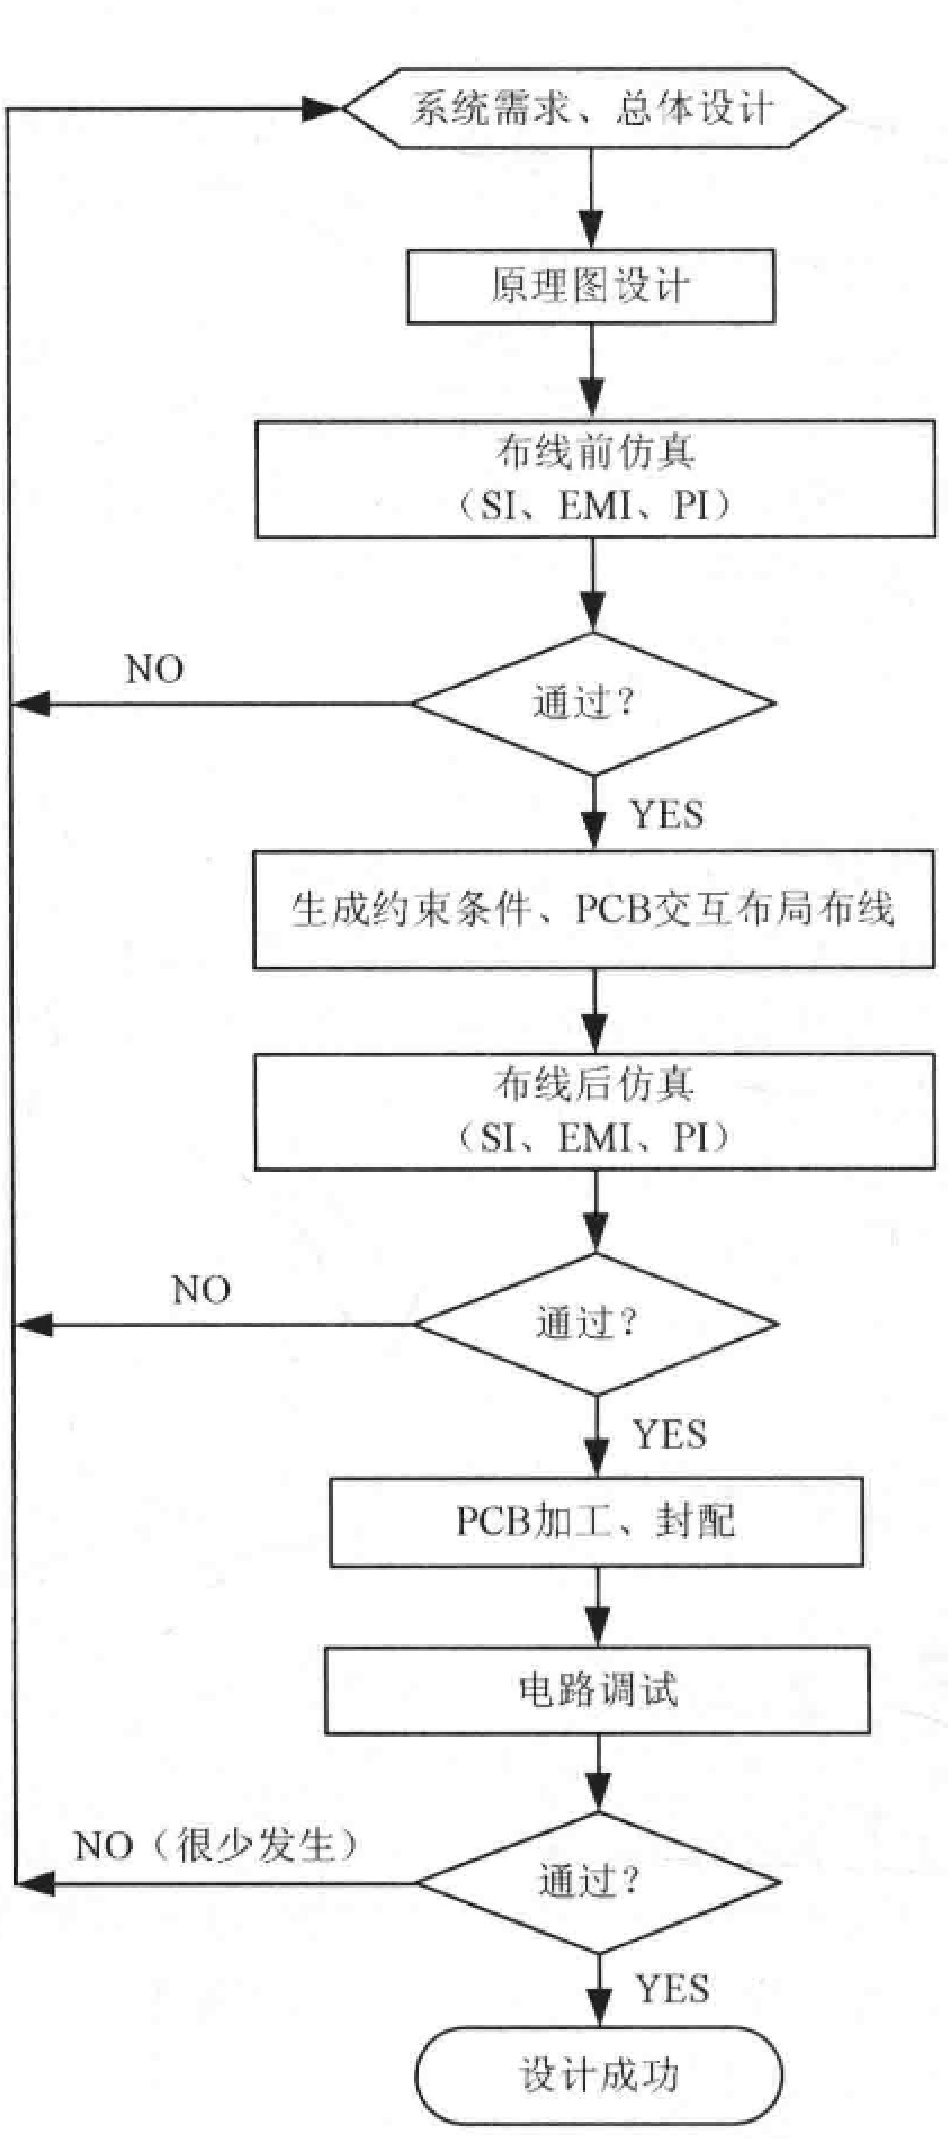 系统需求、总体设计
原理图设计
布线前仿真
（SI、EMI、PI）
NO
通过？
YES
生成约束条件、PCB交互布局布线
布线后仿真
（SI、EMI、PI）
NO
通过？
YES
PCB加工、封配
电路调试
NO（很少发生）
通过？
YES
设计成功